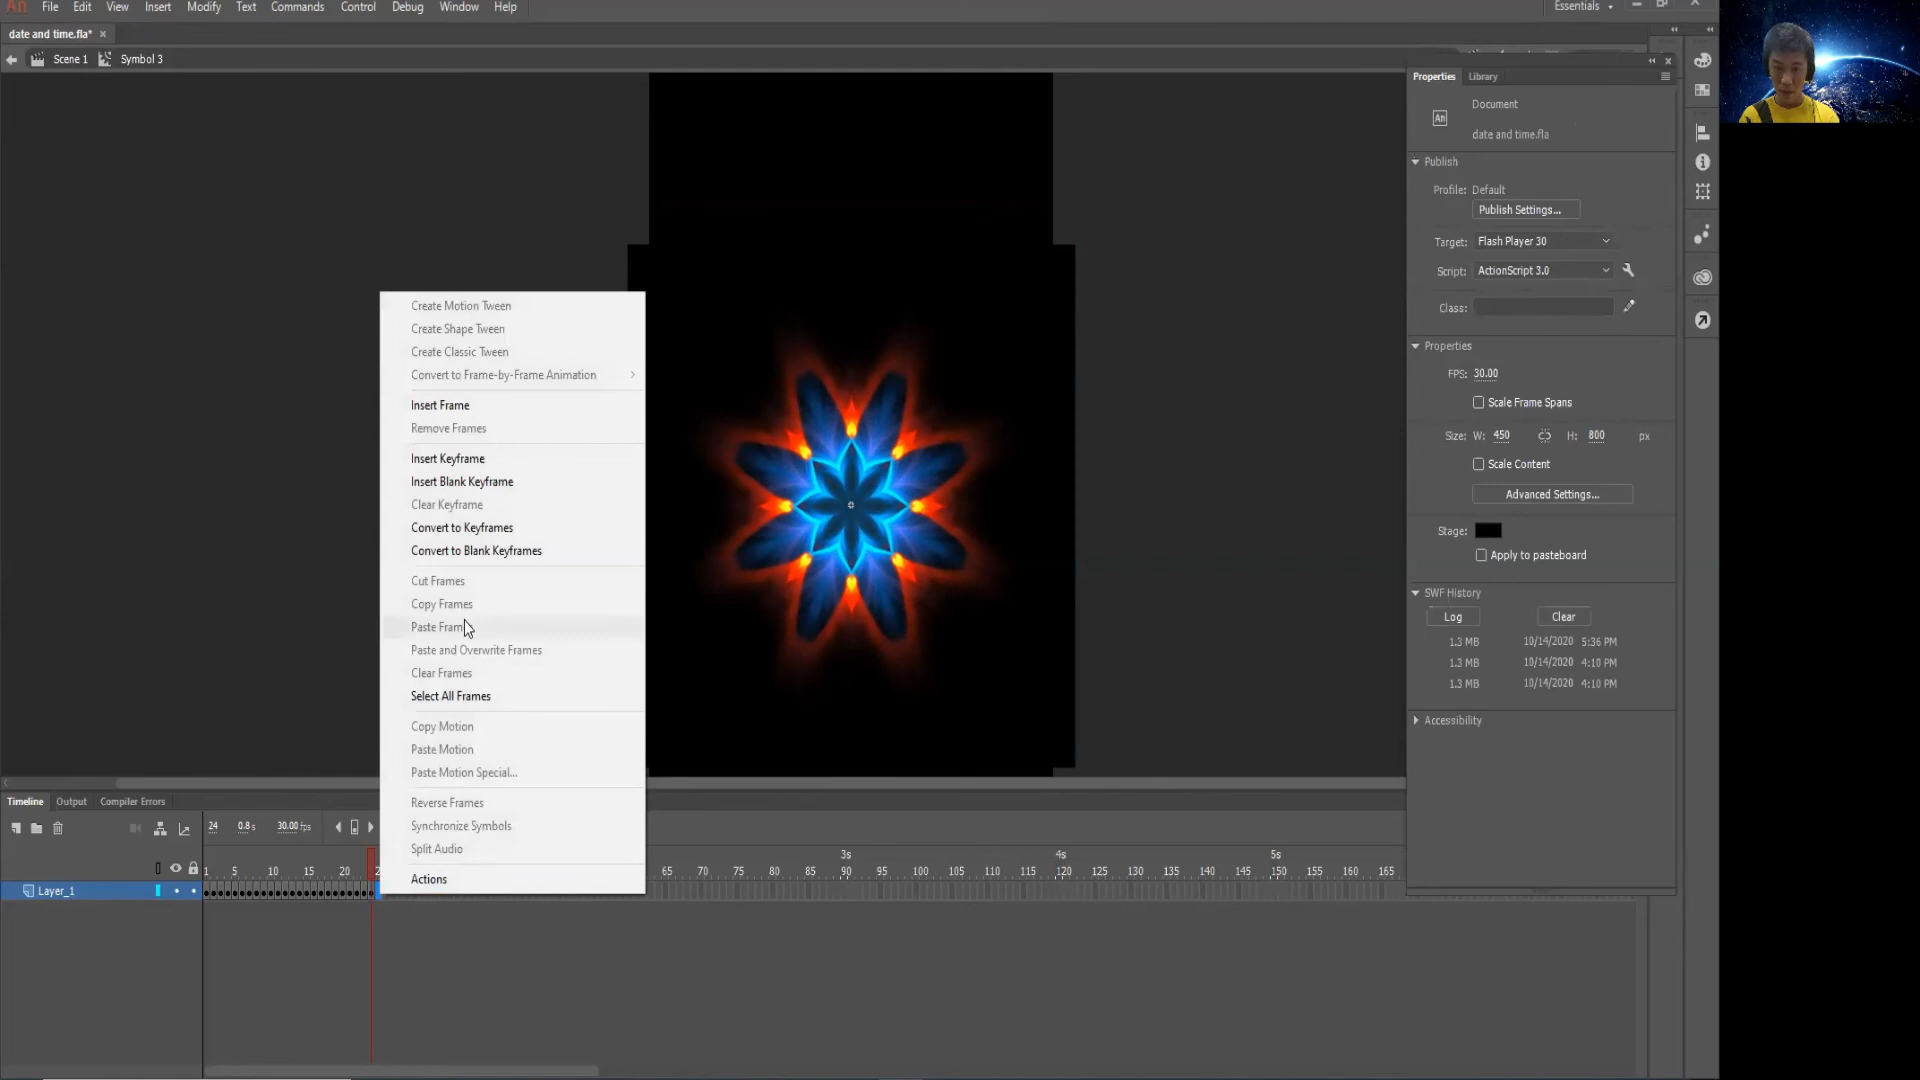 An File Edit View Insert Modify Text Commands Control Debug Window Help Essentials
date and time.fla* ×
Scene 1 Symbol 3
Properties Library
Document
An
date and time.fla
Publish
Profile: Default
Publish Settings...
Target: Flash Player 30
Script: ActionScript 3.0
Class:
Properties
FPS: 30.00
Scale Frame Spans
Size: W: 450 H: 800 px
Scale Content
Advanced Settings...
Stage:
Apply to pasteboard
SWF History
Log Clear
1.3 MB 10/14/2020 5:36 PM
1.3 MB 10/14/2020 4:10 PM
1.3 MB 10/14/2020 4:10 PM
Accessibility
Create Motion Tween
Create Shape Tween
Create Classic Tween
Convert to Frame-by-Frame Animation
Insert Frame
Remove Frames
Insert Keyframe
Insert Blank Keyframe
Clear Keyframe
Convert to Keyframes
Convert to Blank Keyframes
Cut Frames
Copy Frames
Paste Fram
Paste and Overwrite Frames
Clear Frames
Select All Frames
Copy Motion
Paste Motion
Paste Motion Special...
Reverse Frames
Synchronize Symbols
Split Audio
Actions
Timeline Output Compiler Errors
24 0.8 s 30.00 fps
3s 4s 5s
1 5 10 15 20 2 65 70 75 80 85 90 95 100 105 110 115 120 125 130 135 140 145 150 155 160 165
Layer_1